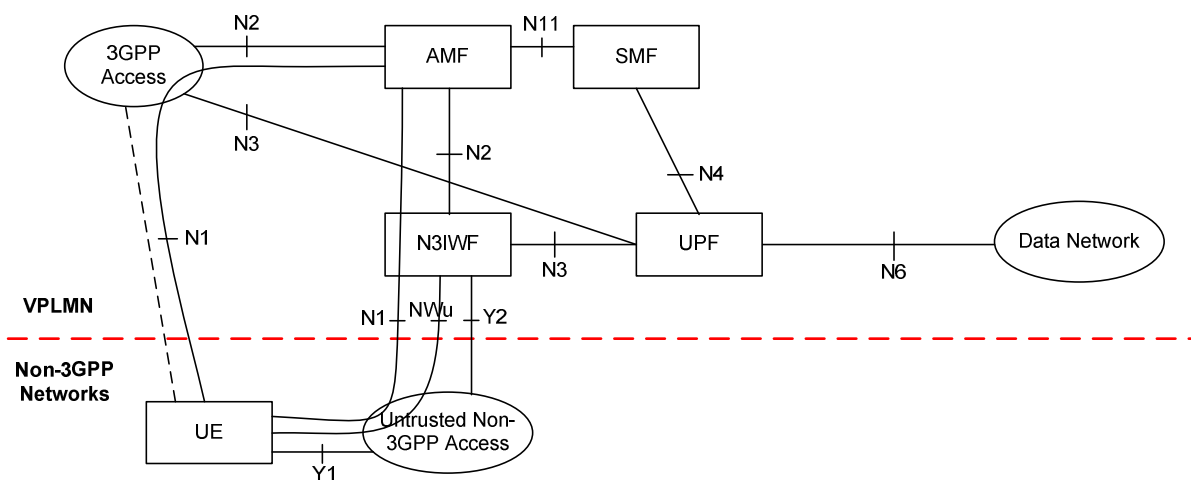 N2
N11
3GPP
Access
AMF
SMF
N3
N2
N4
N1
N3IWF
UPF
Data Network
N3
N6
VPLMN
N1
NWu
Y2
Non-3GPP
Networks
UE
Untrusted Non-
3GPP Access
Y1